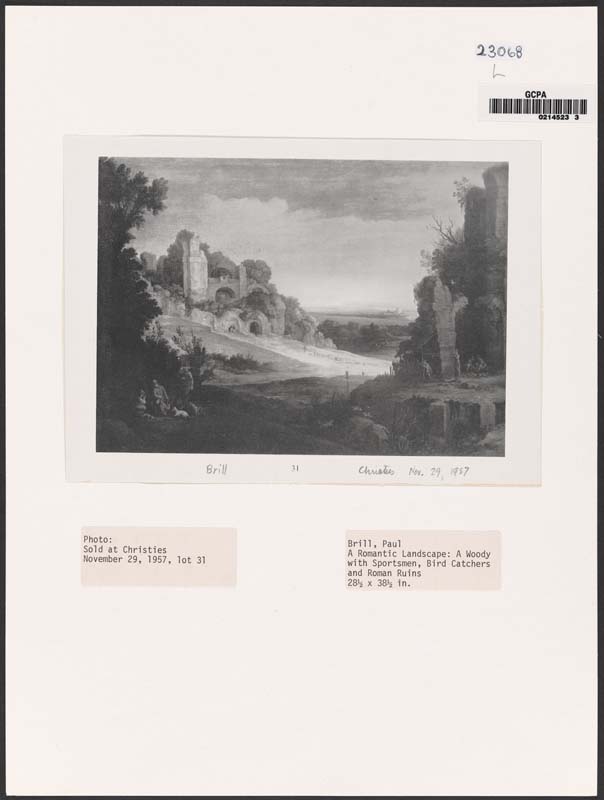 23068
L
GCPA
0214523 3
Brill
31
Christies Nov. 29, 1957
Photo:
Sold at Christies
November 29, 1957, lot 31
Brill, Paul
A Romantic Landscape: A Woody
with Sportsmen, Bird Catchers
and Roman Ruins
28½ x 38½ in.